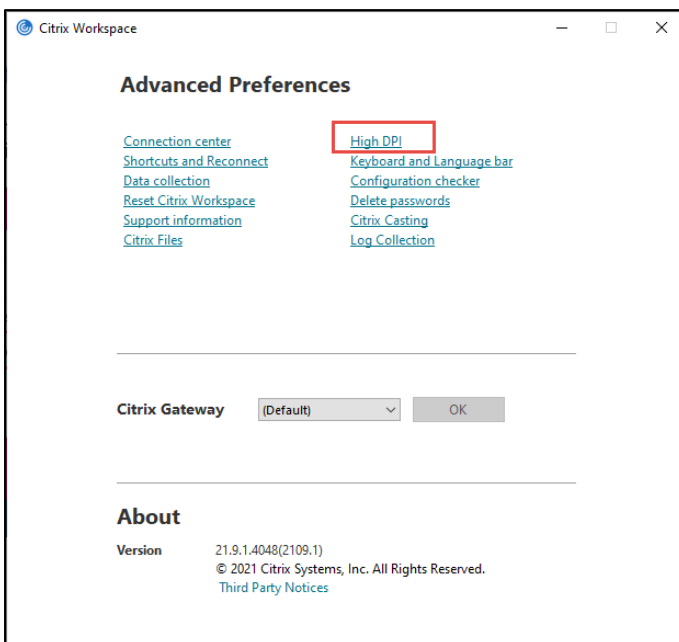 Citrix Workspace
Advanced Preferences
Connection center
Shortcuts and Reconnect
Data collection
Reset Citrix Workspace
Support information
Citrix Files
High DPI
Keyboard and Language bar
Configuration checker
Delete passwords
Citrix Casting
Log Collection
Citrix Gateway (Default) OK
About
Version 21.9.1.4048(2109.1)
© 2021 Citrix Systems, Inc. All Rights Reserved.
Third Party Notices